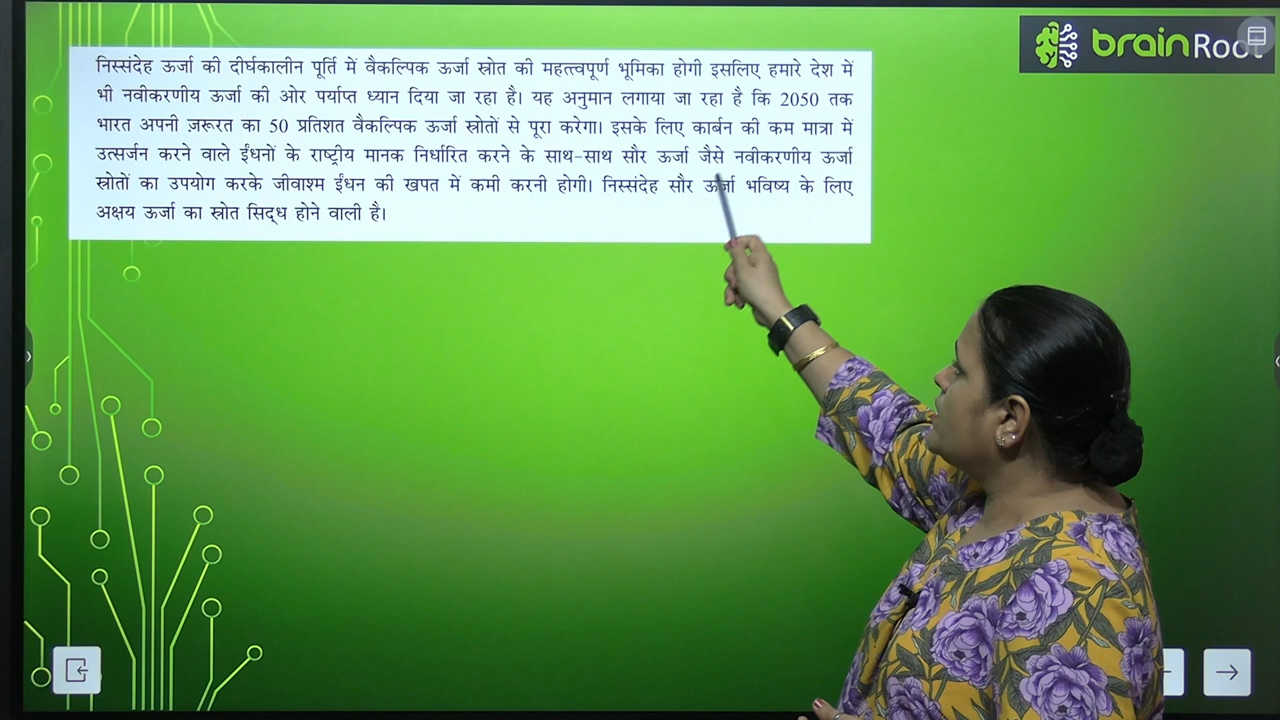 brainRoot
निस्संदेह ऊर्जा की दीर्घकालीन पूर्ति में वैकल्पिक ऊर्जा स्रोत की महत्त्वपूर्ण भूमिका होगी इसलिए हमारे देश में
भी नवीकरणीय ऊर्जा की ओर पर्याप्त ध्यान दिया जा रहा है। यह अनुमान लगाया जा रहा है कि 2050 तक
भारत अपनी ज़रूरत का 50 प्रतिशत वैकल्पिक ऊर्जा स्रोतों से पूरा करेगा। इसके लिए कार्बन की कम मात्रा में
उत्सर्जन करने वाले ईंधनों के राष्ट्रीय मानक निर्धारित करने के साथ-साथ सौर ऊर्जा जैसे नवीकरणीय ऊर्जा
स्रोतों का उपयोग करके जीवाश्म ईंधन की खपत में कमी करनी होगी। निस्संदेह सौर ऊर्जा भविष्य के लिए
अक्षय ऊर्जा का स्रोत सिद्ध होने वाली है।